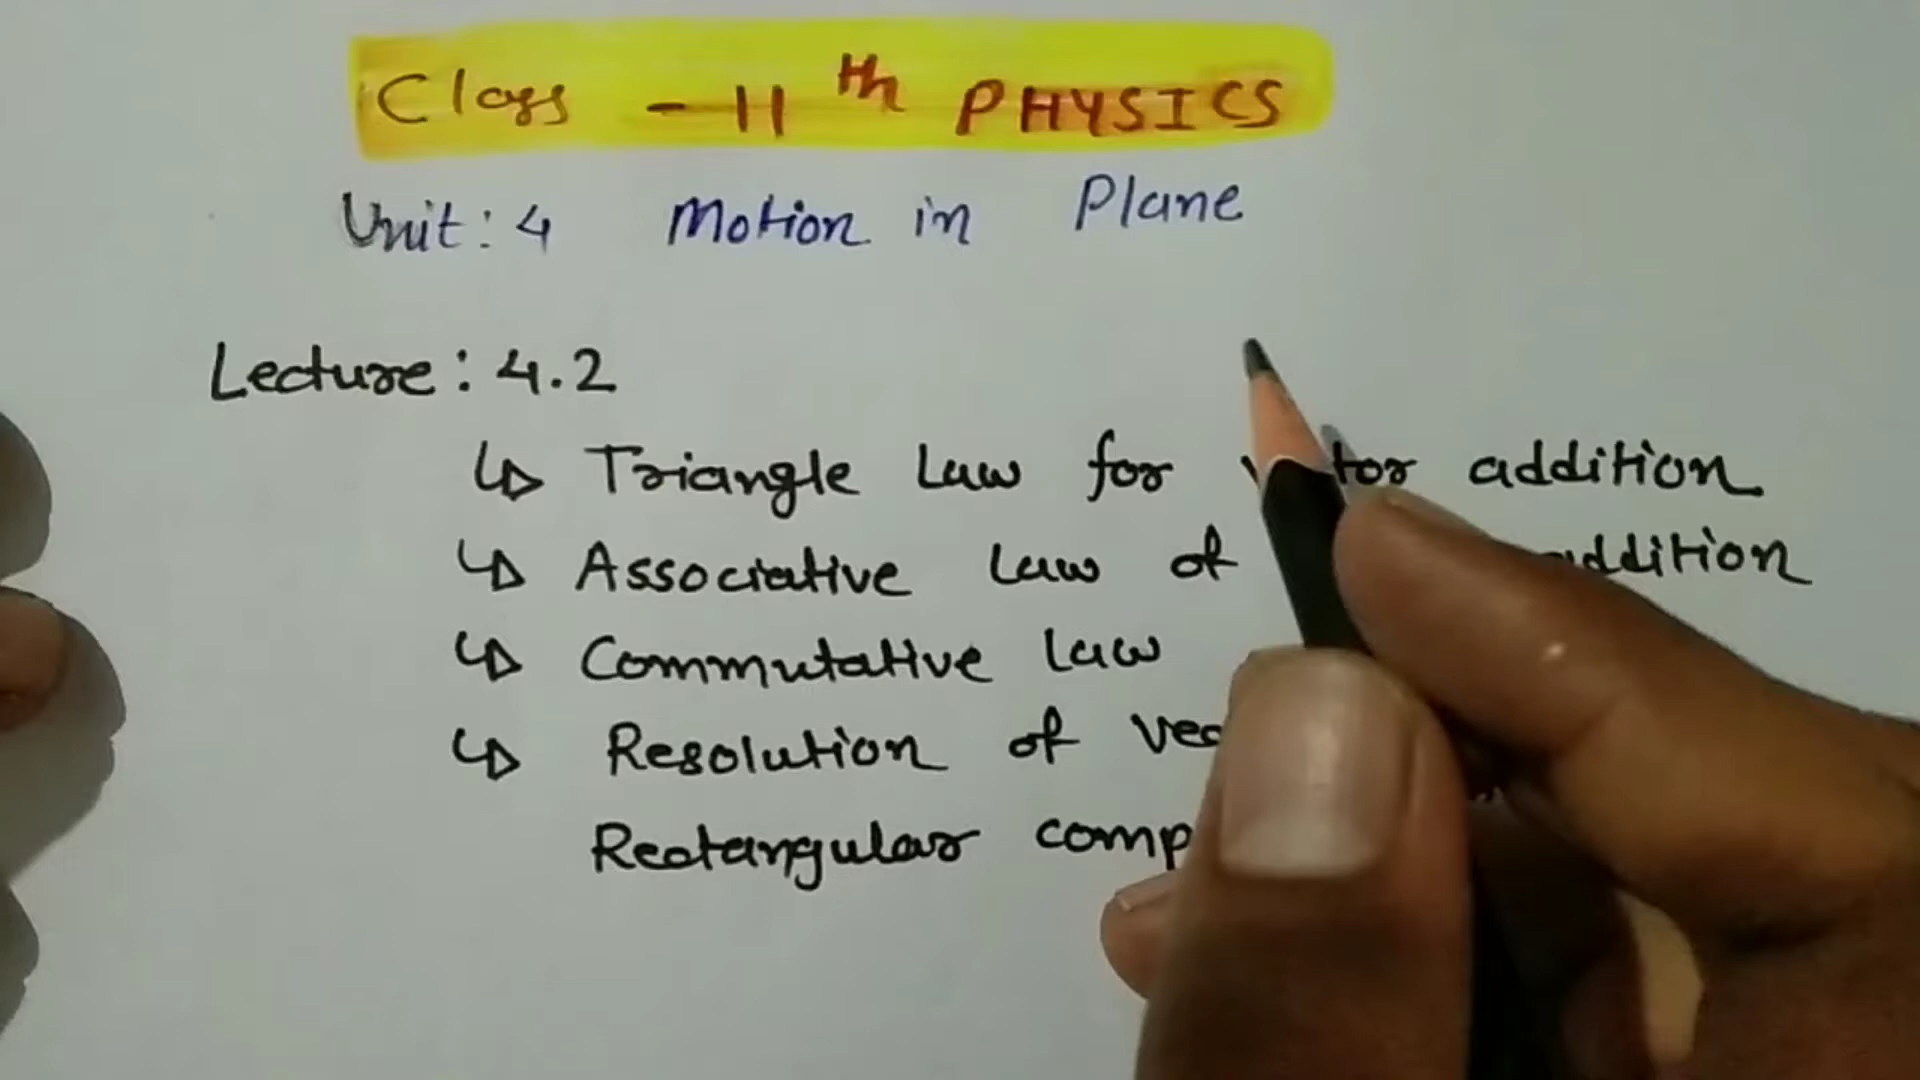 Class - 11th PHYSICS
Unit: 4 Motion in Plane
Lecture: 4.2
↳ Triangle Law for addition
↳ Associative Law of addition
↳ Commutative Law
↳ Resolution of
Rectangular